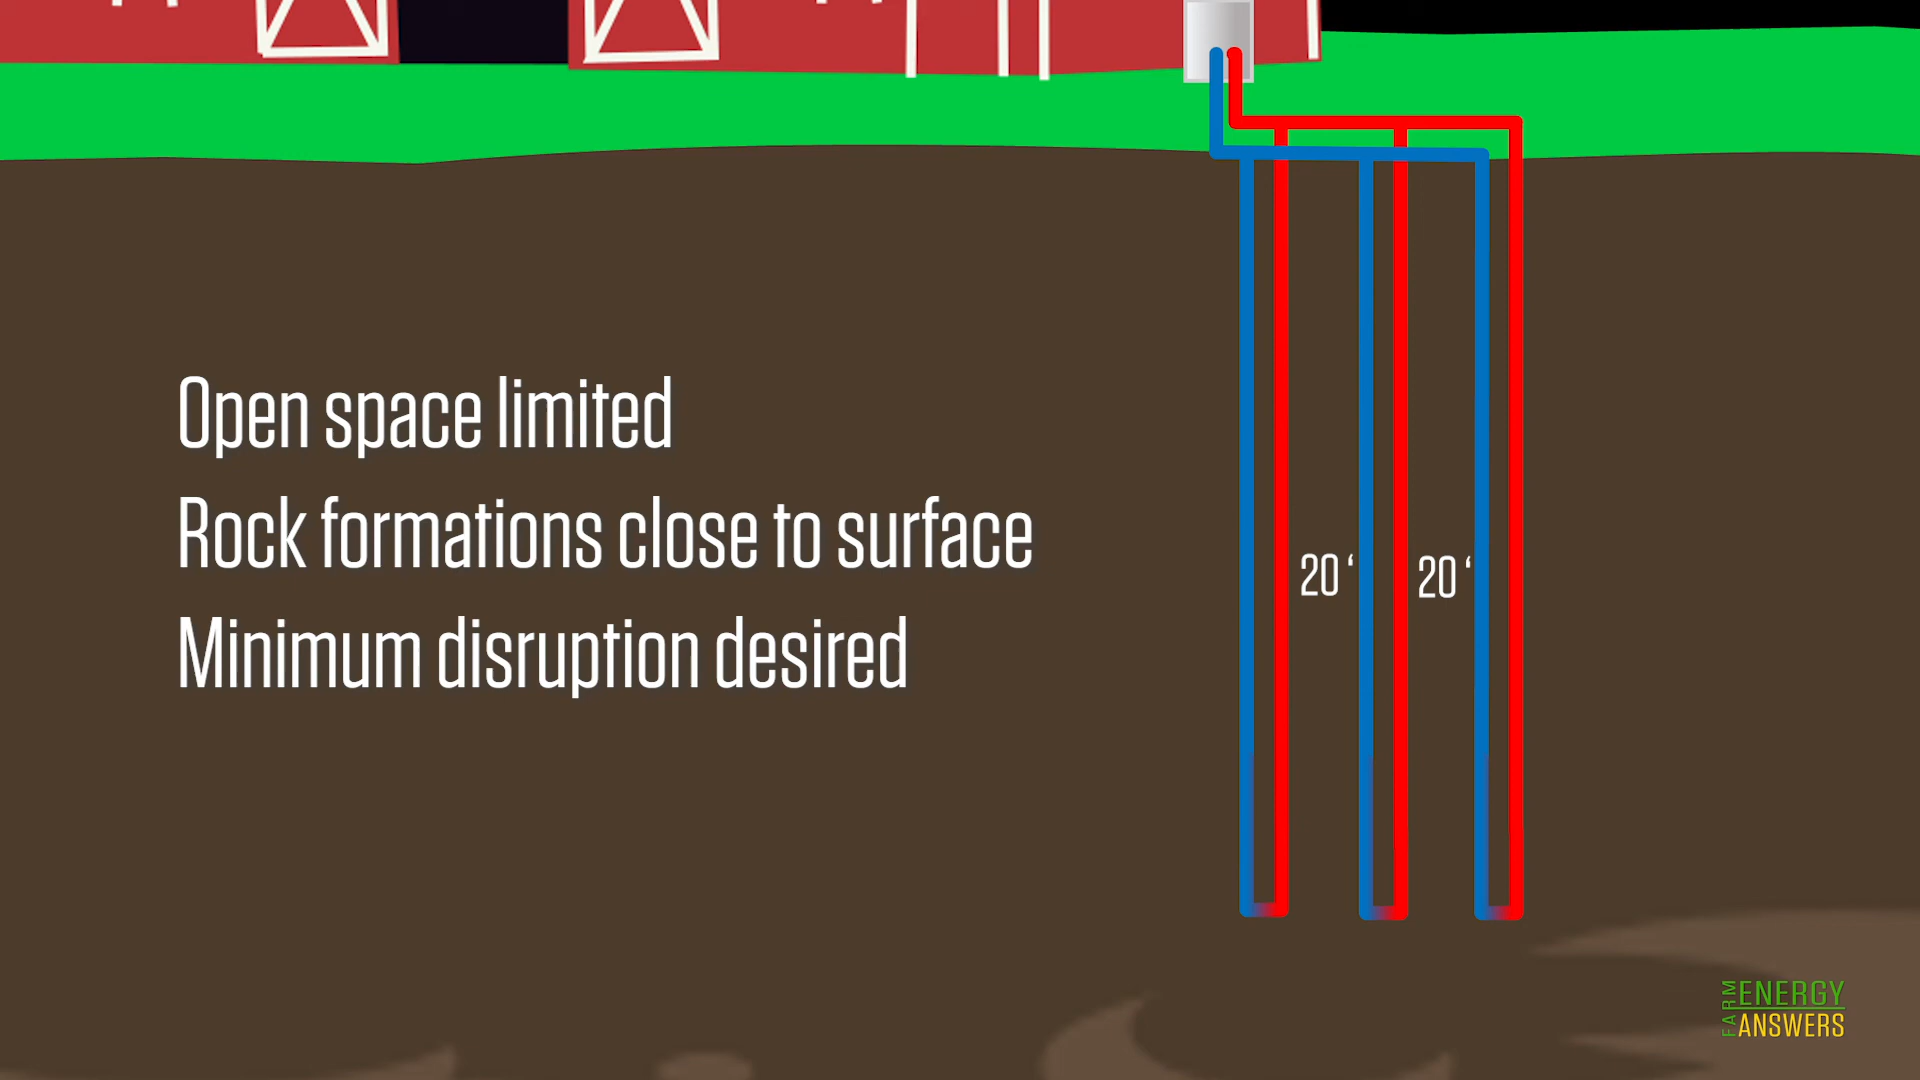 Open space limited
Rock formations close to surface
20 ‘ 20 ‘
Minimum disruption desired
FARM ENERGY
ANSWERS